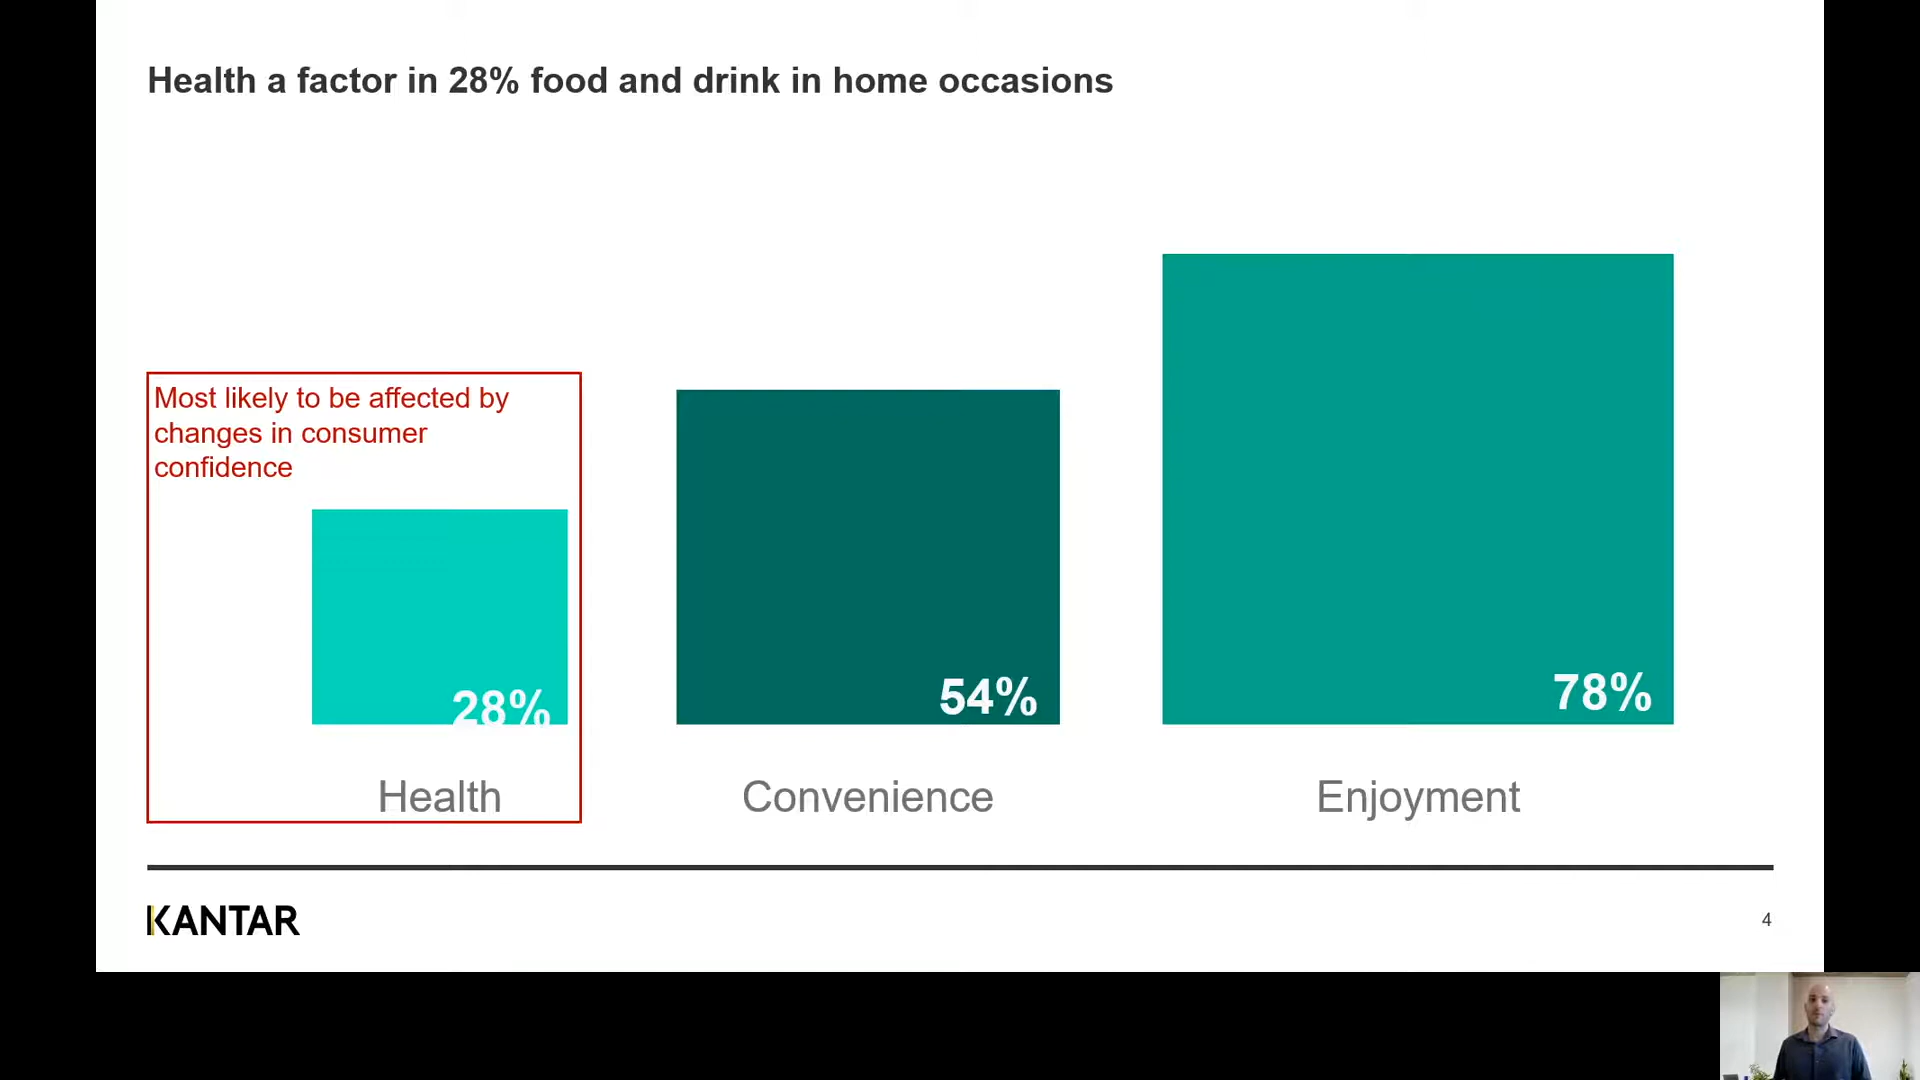 Health a factor in 28% food and drink in home occasions
Most likely to be affected by
changes in consumer
confidence
28%
54%
78%
Health
Convenience
Enjoyment
KANTAR
4